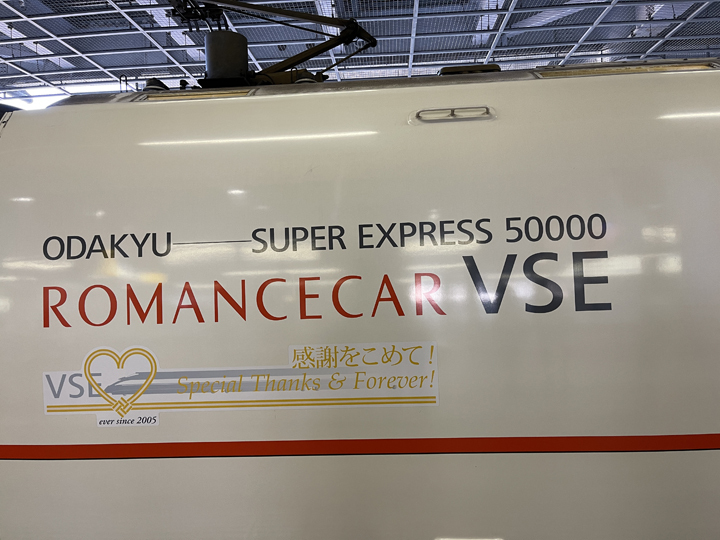 ODAKYU SUPER EXPRESS 50000
ROMANCECAR VSE
感謝をこめて!
VSE Special Thanks & Forever!
ever since 2005